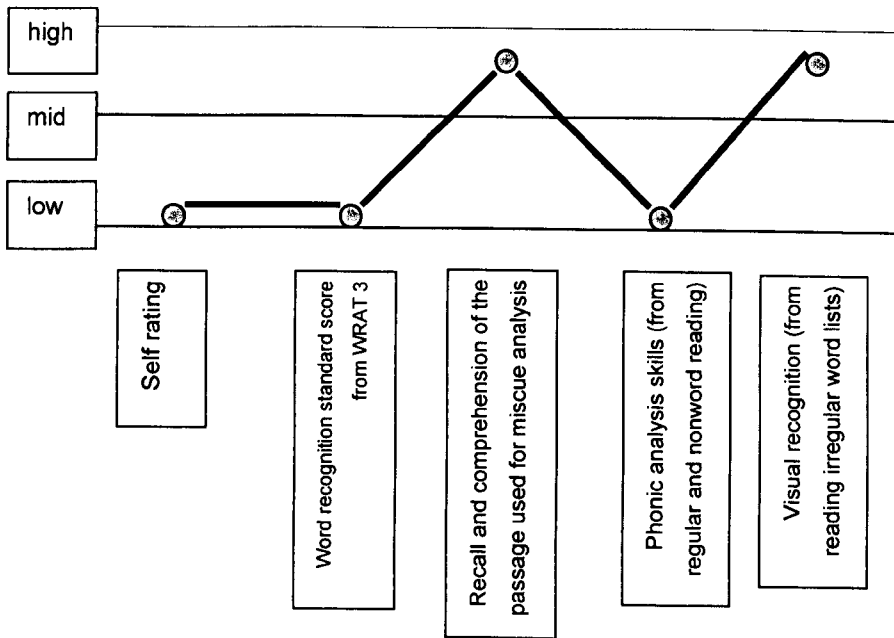 high
mid
low
Self rating
Word recognition standard score
from WRAT 3
Recall and comprehension of the
passage used for miscue analysis
Phonic analysis skills (from
regular and nonword reading)
Visual recognition (from
reading irregular word lists)